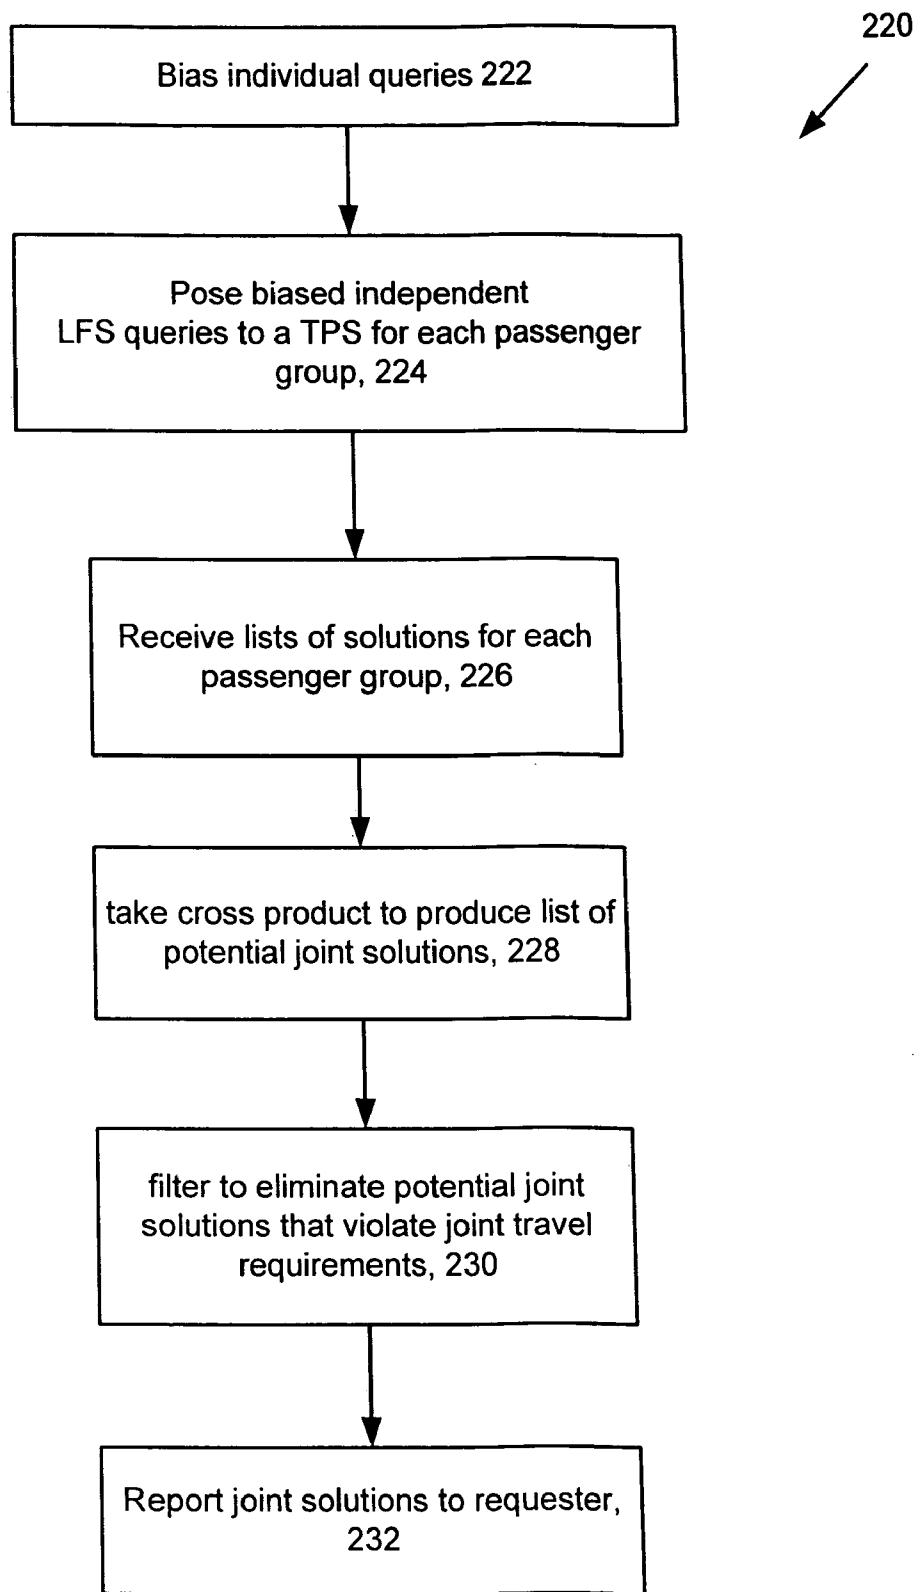 220
Bias individual queries 222
Pose biased independent
LFS queries to a TPS for each passenger
group, 224
Receive lists of solutions for each
passenger group, 226
take cross product to produce list of
potential joint solutions, 228
filter to eliminate potential joint
solutions that violate joint travel
requirements, 230
Report joint solutions to requester,
232